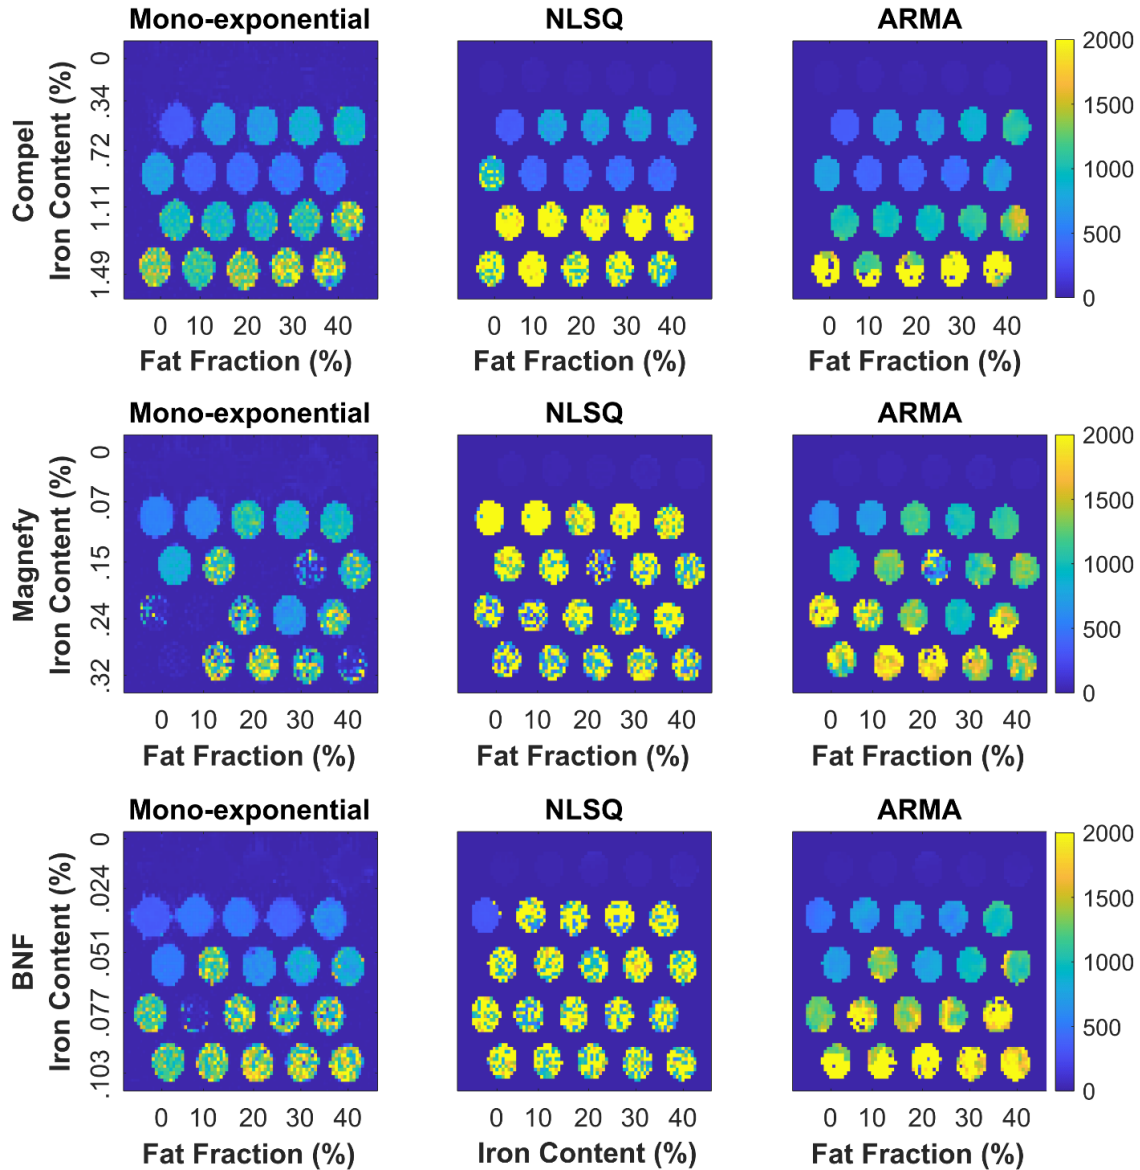 Mono-exponential NLSQ ARMA
Compel
Iron Content (%)
0 .34 .72 1.11 1.49
2000
1500
1000
500
0
0 10 20 30 40 0 10 20 30 40 0 10 20 30 40
Fat Fraction (%) Fat Fraction (%) Fat Fraction (%)
Mono-exponential NLSQ ARMA
Magnefy
Iron Content (%)
0 .07 .15 .24 .32
2000
1500
1000
500
0
0 10 20 30 40 0 10 20 30 40 0 10 20 30 40
Fat Fraction (%) Fat Fraction (%) Fat Fraction (%)
Mono-exponential NLSQ ARMA
BNF
Iron Content (%)
0 .024 .051 .077 .103
2000
1500
1000
500
0
0 10 20 30 40 0 10 20 30 40 0 10 20 30 40
Fat Fraction (%) Iron Content (%) Fat Fraction (%)